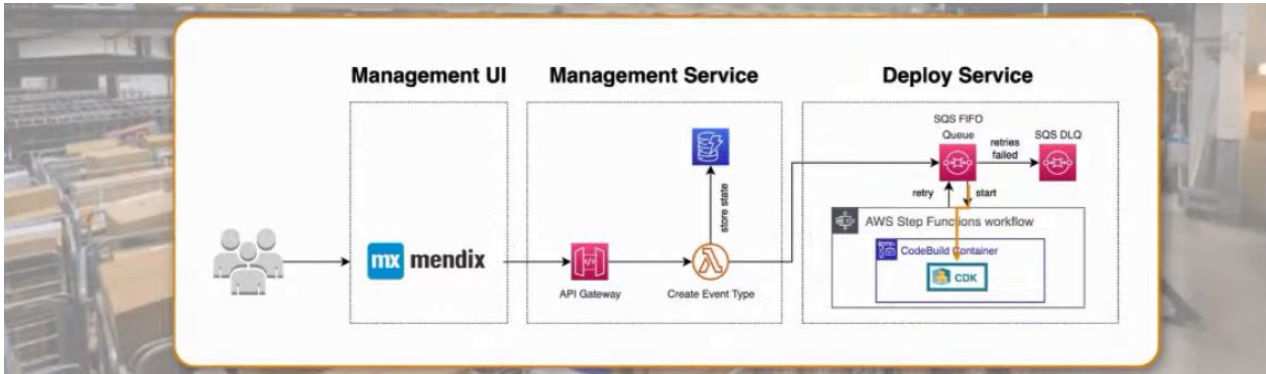 Management UI
Management Service
Deploy Service
SQS FIFO
Queue
SQS DLQ
retries
failed
retry
start
store state
AWS Step Functions workflow
CodeBuild Container
CDK
mx mendix
API Gateway
Create Event Type